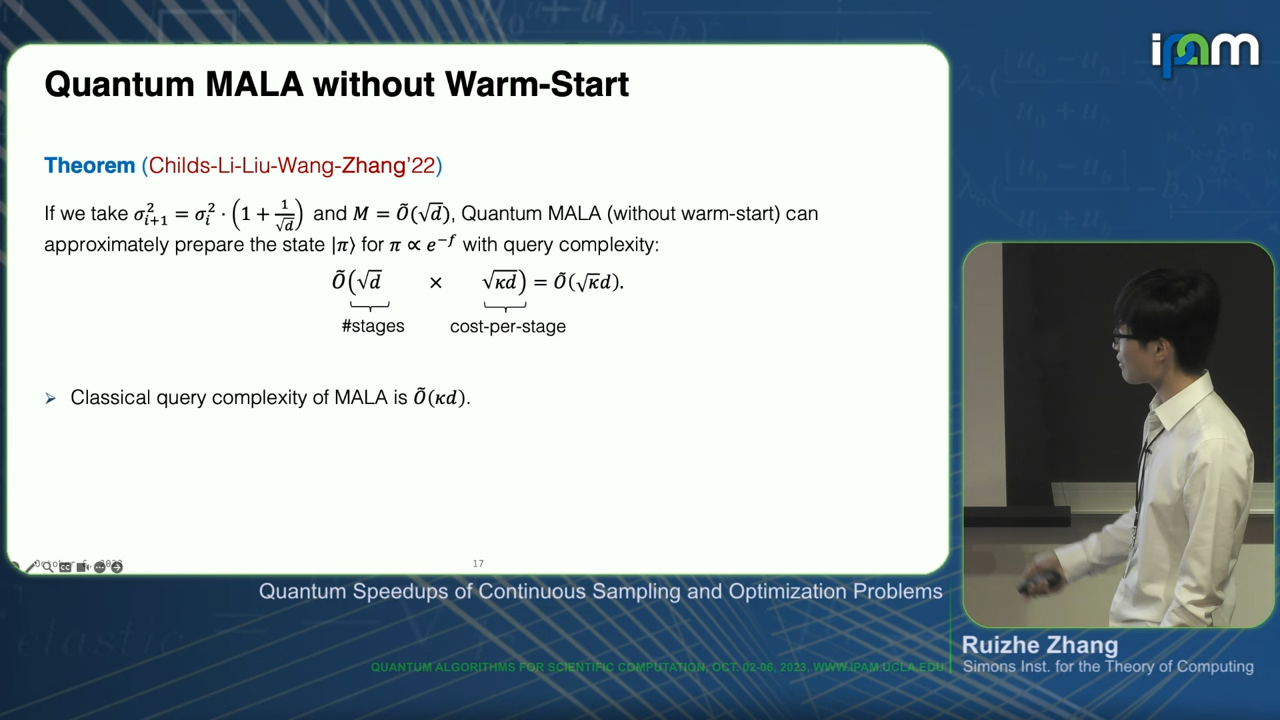 ipam
Quantum MALA without Warm-Start
Theorem (Childs-Li-Liu-Wang-Zhang'22)
If we take σ²ᵢ₊₁ = σᵢ² · (1 + 1/√d) and M = Õ(√d), Quantum MALA (without warm-start) can
approximately prepare the state |π⟩ for π ∝ e^{-f} with query complexity:
Õ(√d × √κd) = Õ(√κd).
#stages cost-per-stage
➢ Classical query complexity of MALA is Õ(κd).
17
Quantum Speedups of Continuous Sampling and Optimization Problems
Ruizhe Zhang
Simons Inst. for the Theory of Computing
QUANTUM ALGORITHMS FOR SCIENTIFIC COMPUTATION, OCT. 02-06, 2023, WWW.IPAM.UCLA.EDU